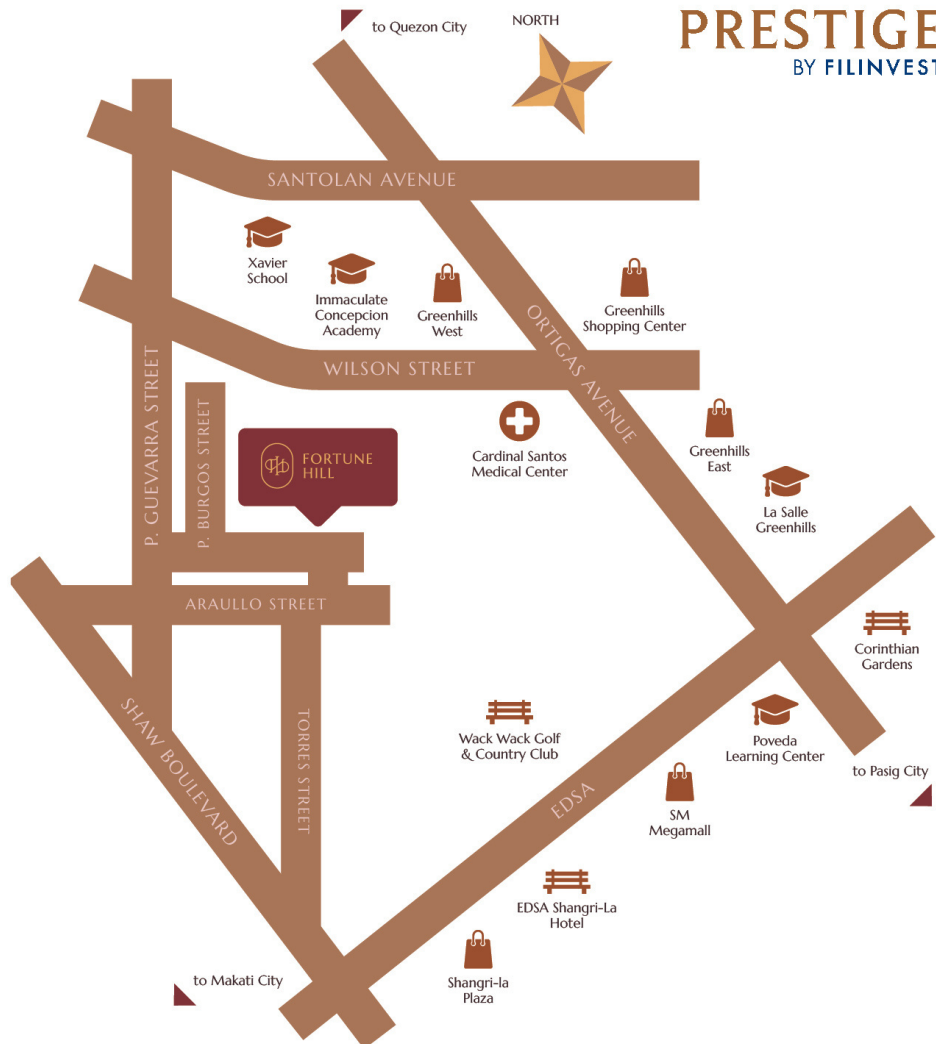 to Quezon City
NORTH
PRESTIGE
BY FILINVEST
SANTOLAN AVENUE
Xavier
School
Immaculate
Concepcion
Academy
Greenhills
West
Greenhills
Shopping Center
ORTIGAS AVENUE
WILSON STREET
P. GUEVARRA STREET
P. BURGOS STREET
FORTUNE
HILL
Cardinal Santos
Medical Center
Greenhills
East
La Salle
Greenhills
ARAULLO STREET
Corinthian
Gardens
SHAW BOULEVARD
TORRES STREET
Wack Wack Golf
& Country Club
Poveda
Learning Center
to Pasig City
EDSA
SM
Megamall
EDSA Shangri-La
Hotel
to Makati City
Shangri-la
Plaza